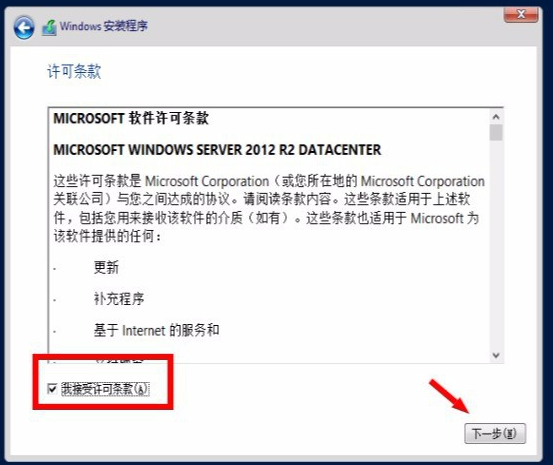 Windows 安装程序
许可条款
MICROSOFT 软件许可条款
MICROSOFT WINDOWS SERVER 2012 R2 DATACENTER
这些许可条款是 Microsoft Corporation（或您所在地的 Microsoft Corporation
关联公司）与您之间达成的协议。请阅读条款内容。这些条款适用于上述软
件，包括您用来接收该软件的介质（如有）。这些条款也适用于 Microsoft 为
该软件提供的任何：
· 更新
· 补充程序
· 基于 Internet 的服务和
我接受许可条款(A)
下一步(N)